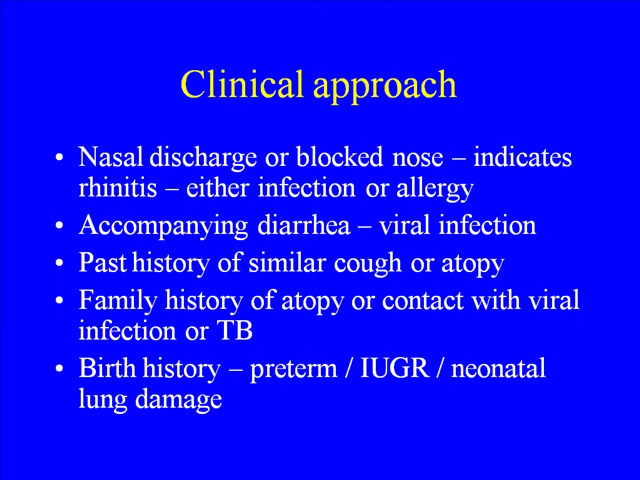 Clinical approach
• Nasal discharge or blocked nose – indicates
rhinitis – either infection or allergy
• Accompanying diarrhea – viral infection
• Past history of similar cough or atopy
• Family history of atopy or contact with viral
infection or TB
• Birth history – preterm / IUGR / neonatal
lung damage